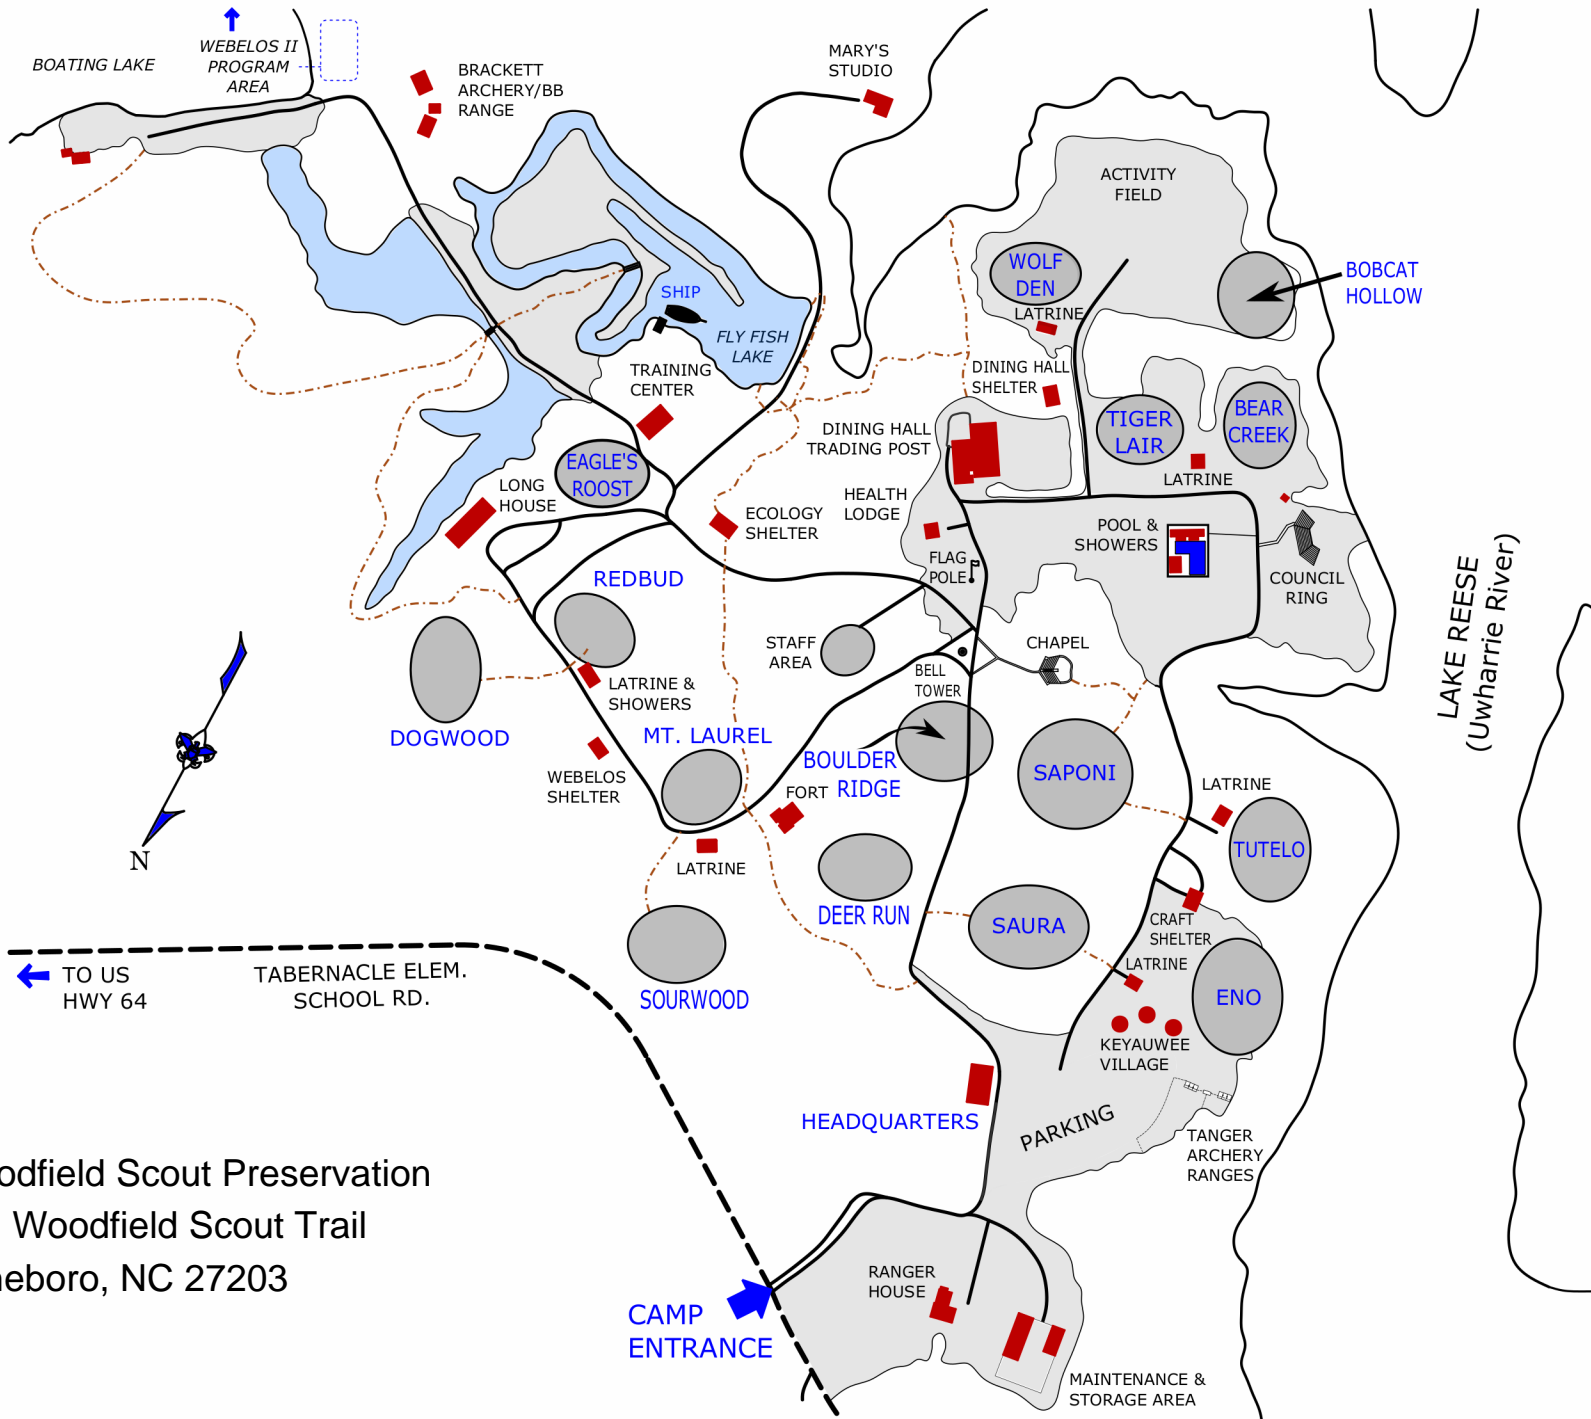 BOATING LAKE
WEBELOS II
PROGRAM
AREA
BRACKETT
ARCHERY/BB
RANGE
MARY'S
STUDIO
ACTIVITY
FIELD
WOLF
DEN
LATRINE
BOBCAT
HOLLOW
SHIP
FLY FISH
LAKE
TRAINING
CENTER
DINING HALL
SHELTER
TIGER
LAIR
BEAR
CREEK
LATRINE
DINING HALL
TRADING POST
EAGLE'S
ROOST
LONG
HOUSE
HEALTH
LODGE
ECOLOGY
SHELTER
POOL &
SHOWERS
FLAG
POLE
COUNCIL
RING
REDBUD
STAFF
AREA
CHAPEL
BELL
TOWER
LAKE REESE
(Uwharrie River)
LATRINE &
SHOWERS
DOGWOOD
MT. LAUREL
BOULDER
RIDGE
SAPONI
WEBELOS
SHELTER
FORT
LATRINE
TUTELO
N
LATRINE
DEER RUN
SAURA
CRAFT
SHELTER
LATRINE
ENO
TO US
HWY 64
TABERNACLE ELEM.
SCHOOL RD.
SOURWOOD
KEYAUWEE
VILLAGE
HEADQUARTERS
PARKING
TANGER
ARCHERY
RANGES
odfield Scout Preservation
Woodfield Scout Trail
eboro, NC 27203
RANGER
HOUSE
CAMP
ENTRANCE
MAINTENANCE &
STORAGE AREA